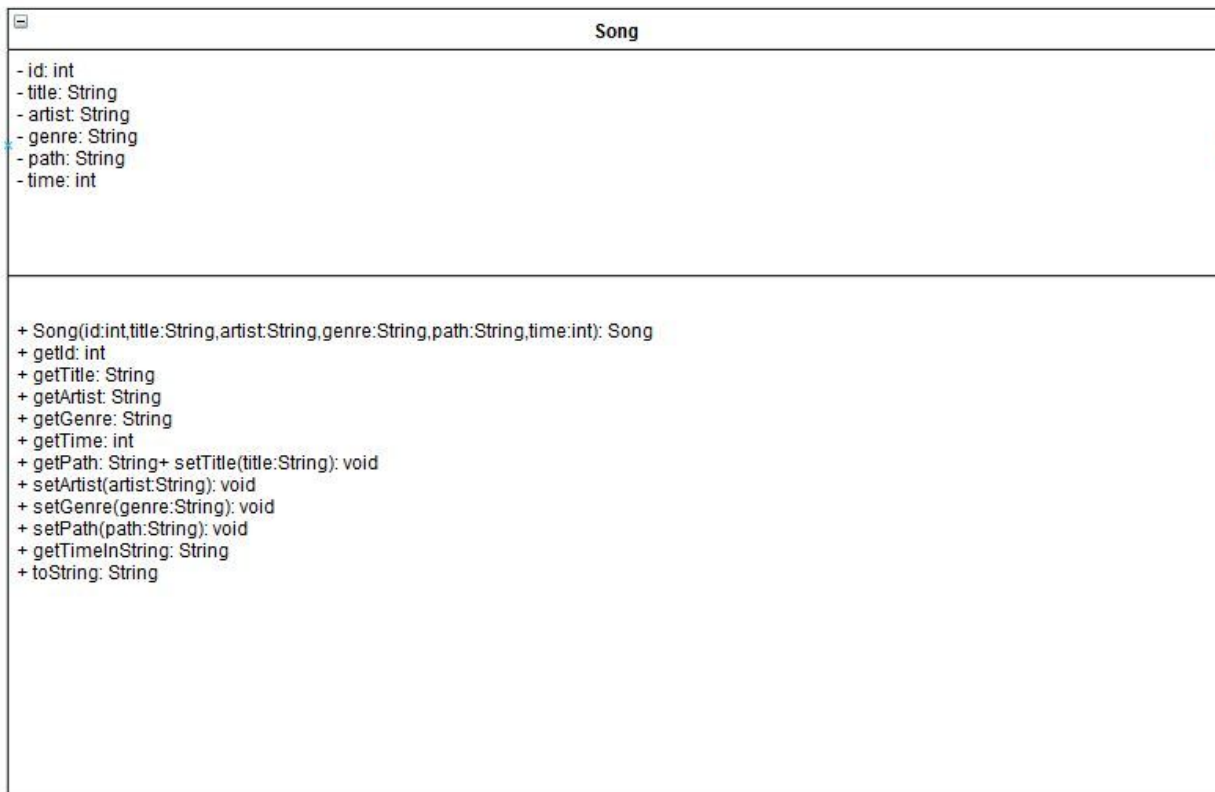 Song
- id: int
- title: String
- artist: String
- genre: String
- path: String
- time: int
+ Song(id:int,title:String,artist:String,genre:String,path:String,time:int): Song
+ getId: int
+ getTitle: String
+ getArtist: String
+ getGenre: String
+ getTime: int
+ getPath: String+ setTitle(title:String): void
+ setArtist(artist:String): void
+ setGenre(genre:String): void
+ setPath(path:String): void
+ getTimeInString: String
+ toString: String